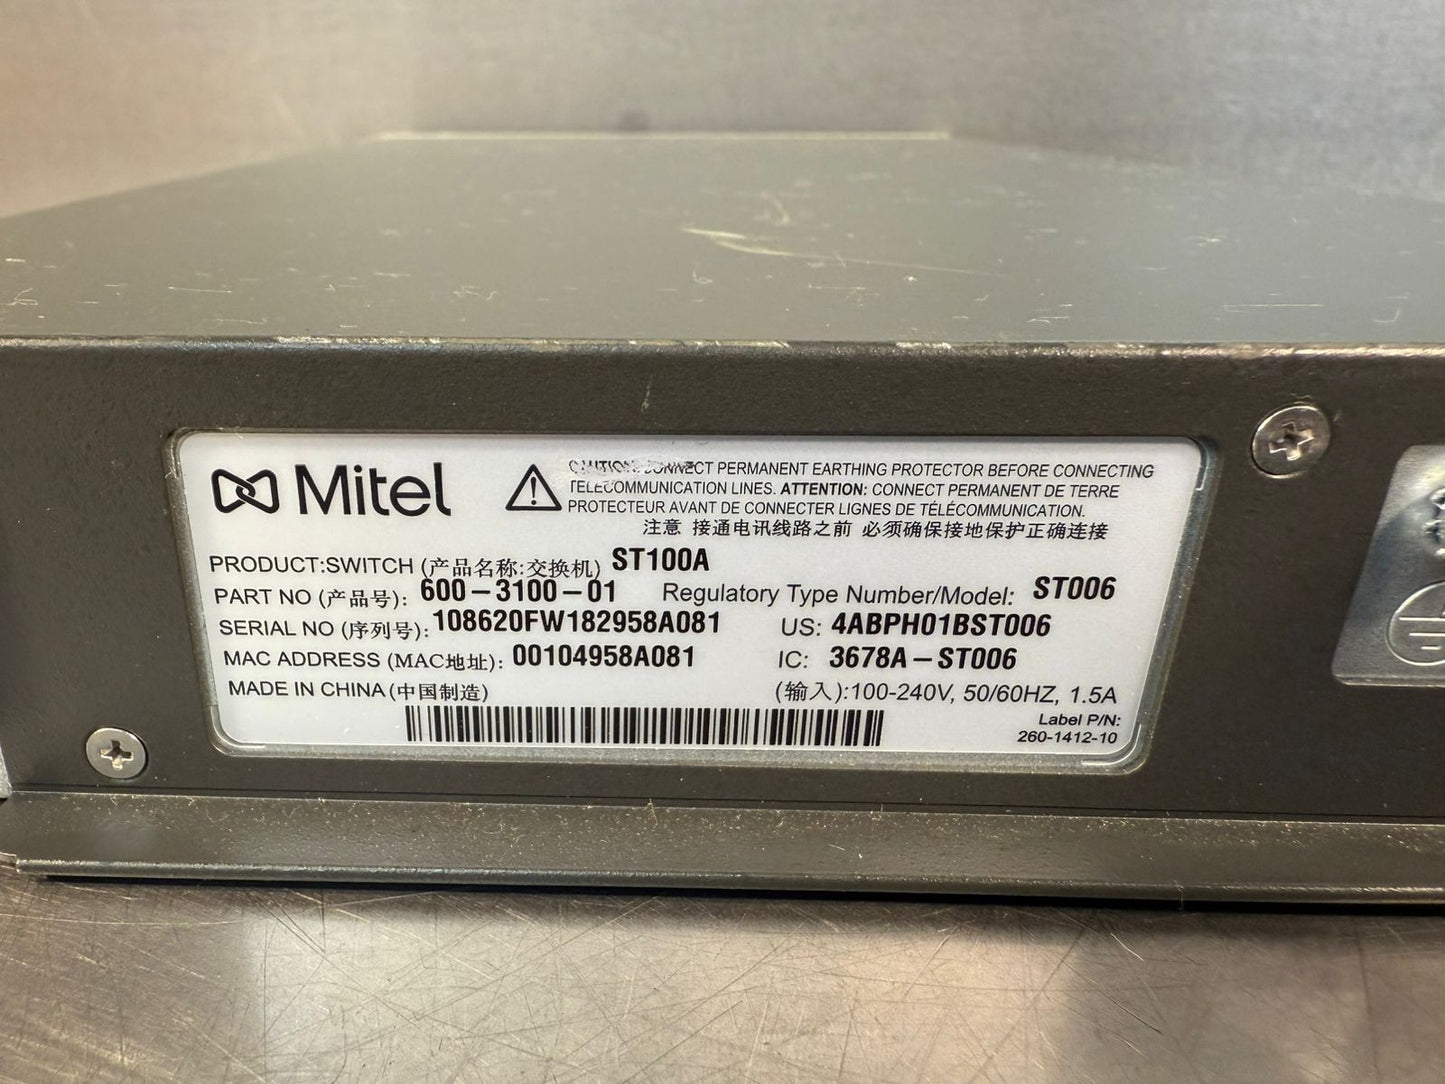 Mitel
CAUTION: CONNECT PERMANENT EARTHING PROTECTOR BEFORE CONNECTING
TELECOMMUNICATION LINES. ATTENTION: CONNECT PERMANENT DE TERRE
PROTECTEUR AVANT DE CONNECTER LIGNES DE TÉLÉCOMMUNICATION.
注意 接通电讯线路之前 必须确保接地保护正确连接
PRODUCT:SWITCH (产品名称:交换机) ST100A
PART NO (产品号): 600-3100-01 Regulatory Type Number/Model: ST006
SERIAL NO (序列号): 108620FW182958A081 US: 4ABPH01BST006
MAC ADDRESS (MAC地址): 00104958A081 IC: 3678A-ST006
MADE IN CHINA (中国制造) (输入):100-240V, 50/60HZ, 1.5A
Label P/N:
260-1412-10